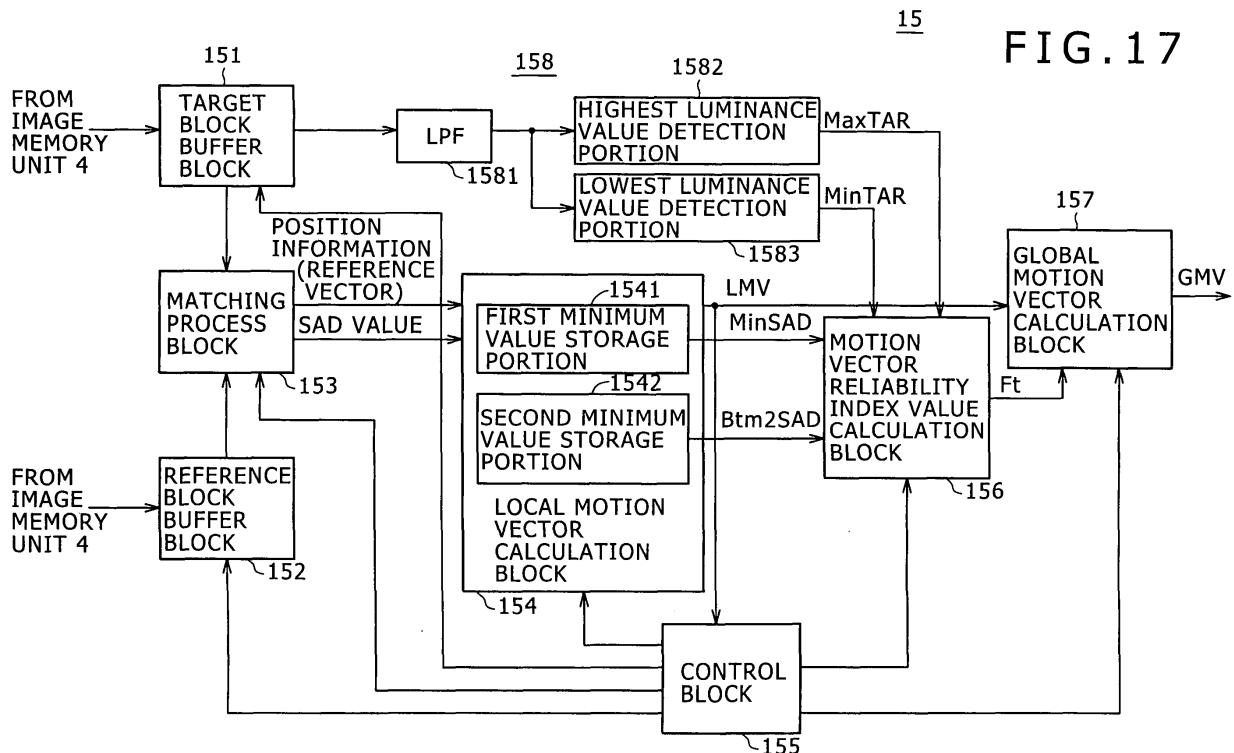 15
FIG.17
151
158
1582
FROM
IMAGE
MEMORY
UNIT 4
TARGET
BLOCK
BUFFER
BLOCK
LPF
1581
HIGHEST LUMINANCE
VALUE DETECTION
PORTION
MaxTAR
LOWEST LUMINANCE
VALUE DETECTION
PORTION
MinTAR
1583
157
POSITION
INFORMATION
(REFERENCE
VECTOR)
SAD VALUE
MATCHING
PROCESS
BLOCK
153
1541
FIRST MINIMUM
VALUE STORAGE
PORTION
1542
SECOND MINIMUM
VALUE STORAGE
PORTION
LOCAL MOTION
VECTOR
CALCULATION
BLOCK
154
LMV
MinSAD
Btm2SAD
MOTION
VECTOR
RELIABILITY
INDEX VALUE
CALCULATION
BLOCK
156
Ft
GLOBAL
MOTION
VECTOR
CALCULATION
BLOCK
GMV
FROM
IMAGE
MEMORY
UNIT 4
REFERENCE
BLOCK
BUFFER
BLOCK
152
CONTROL
BLOCK
155